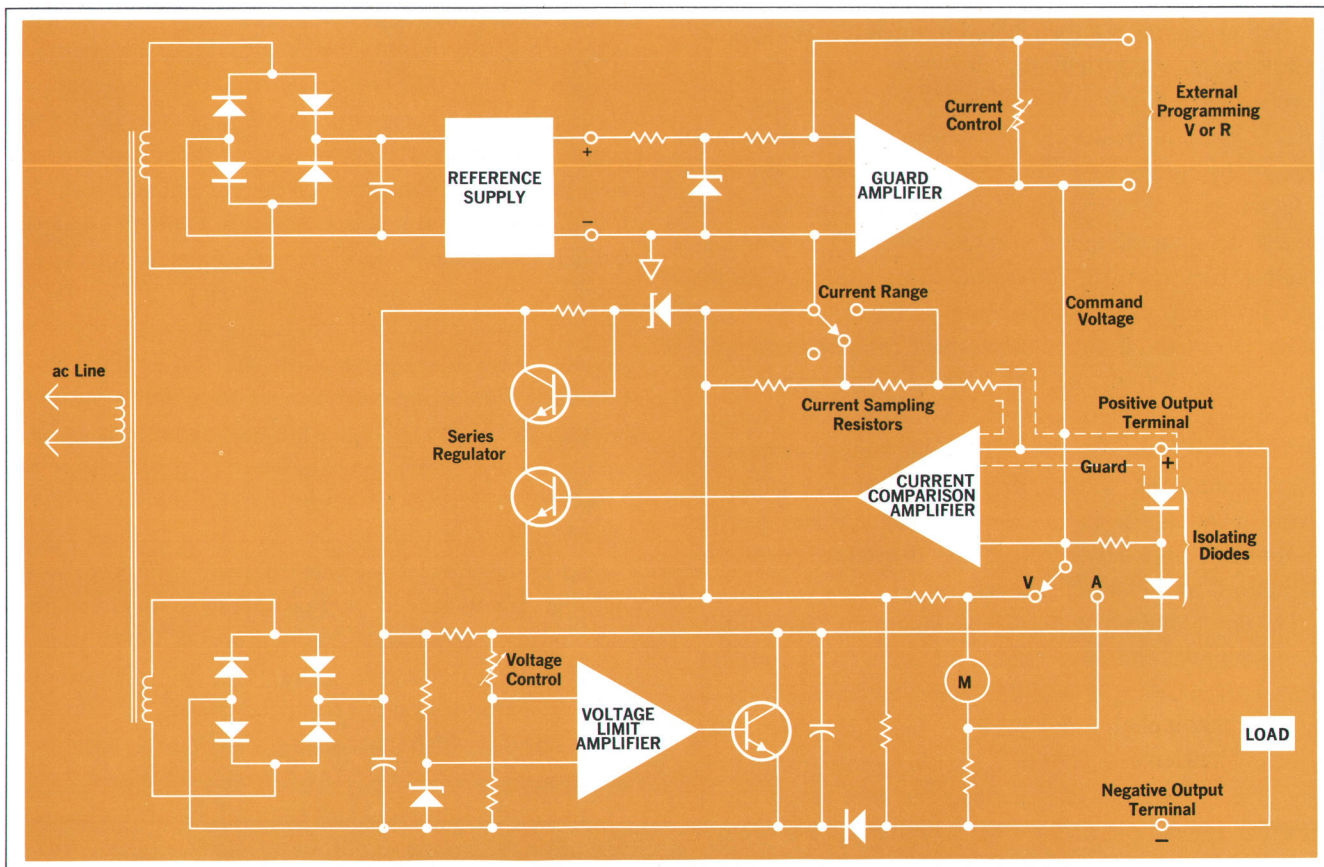 External
Programming
V or R
Current
Control
REFERENCE
SUPPLY
+
−
GUARD
AMPLIFIER
Current Range
Command
Voltage
ac Line
Series
Regulator
Current Sampling
Resistors
Positive Output
Terminal
+
Guard
CURRENT
COMPARISON
AMPLIFIER
Isolating
Diodes
V
A
Voltage
Control
VOLTAGE
LIMIT
AMPLIFIER
M
LOAD
Negative Output
Terminal
−